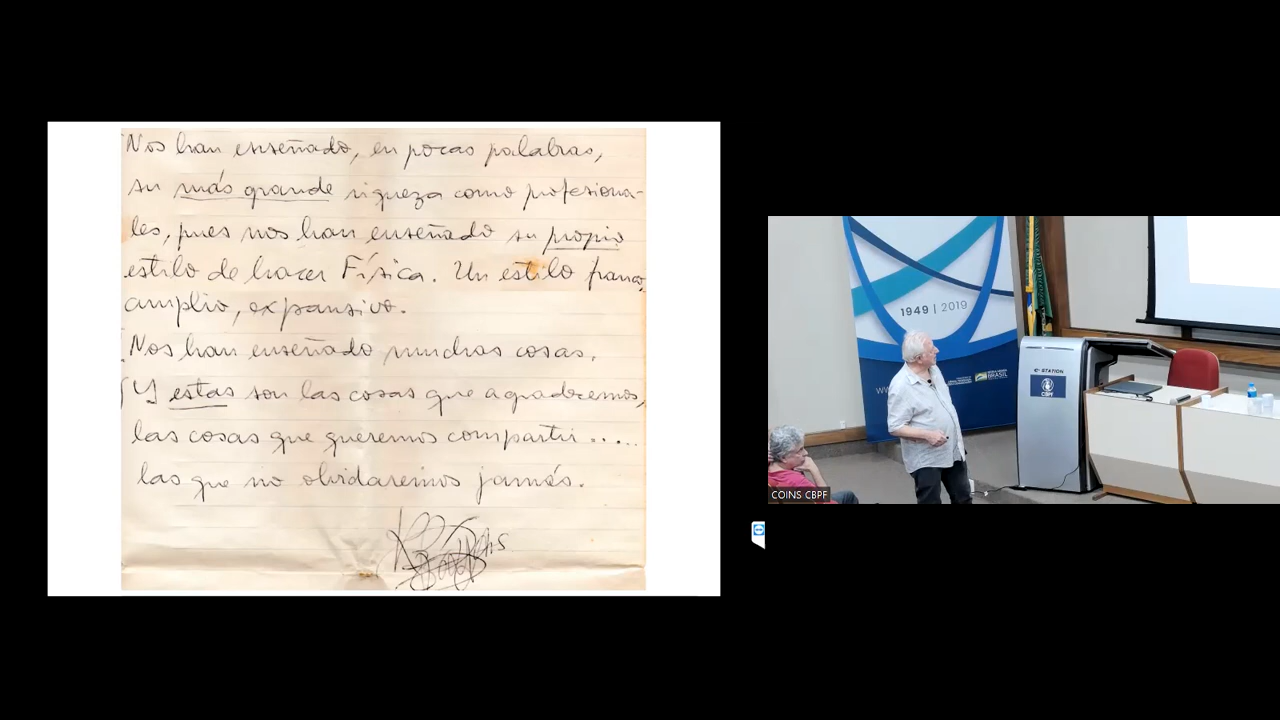 Nos han enseñado, en pocas palabras,
su más grande riqueza como profesiona-
les, pues nos han enseñado su propio
estilo de hacer Física. Un estilo franco,
amplio, expansivo.
Nos han enseñado muchas cosas.
Y estas son las cosas que agradecemos,
las cosas que queremos compartir.....
las que no olvidaremos jamás.
1949 | 2019
BRASIL
STATION
CBPF
COINS CBPF